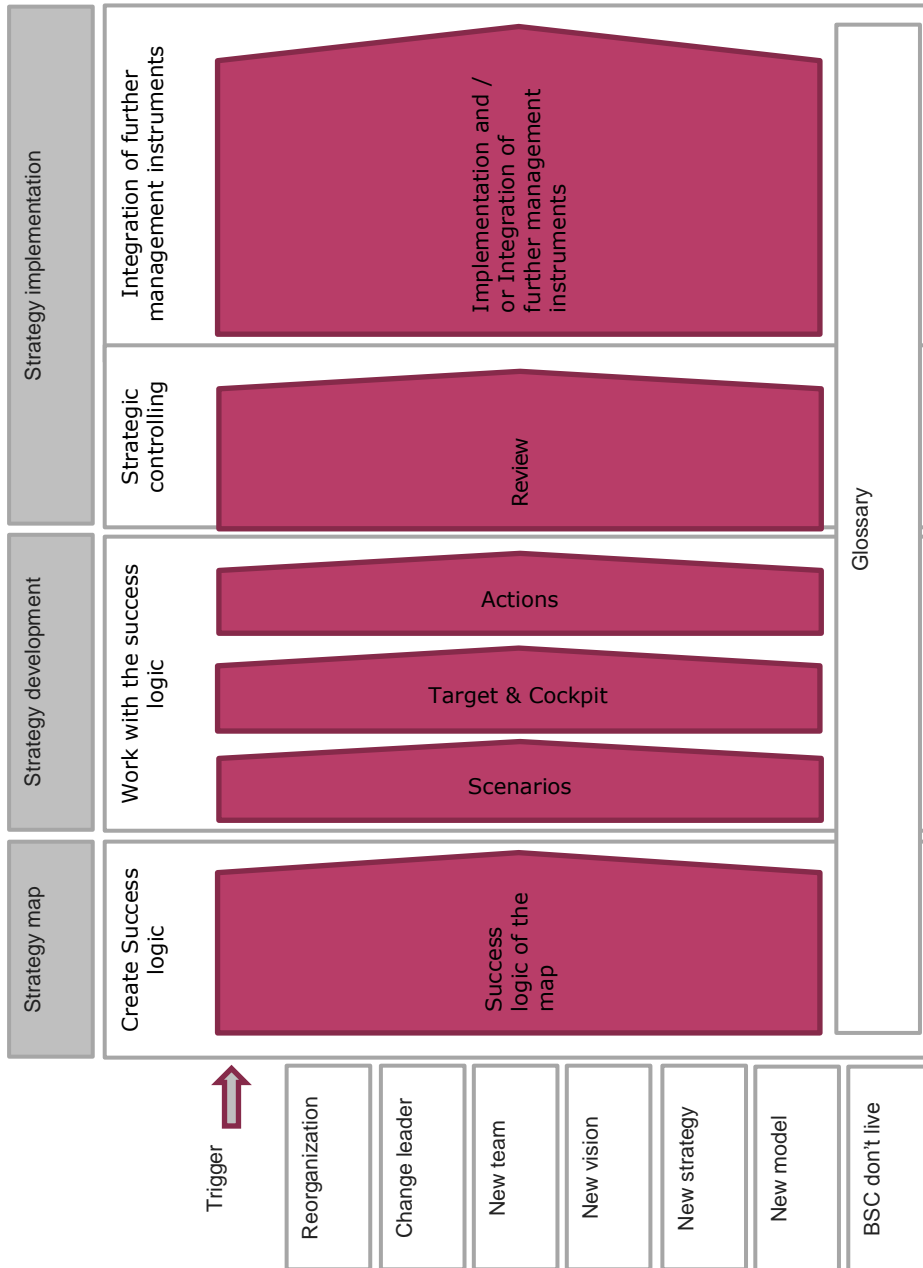 Strategy map
Strategy development
Strategy implementation
Create Success
logic
Work with the success
logic
Strategic
controlling
Integration of further
management instruments
Trigger
Reorganization
Change leader
New team
New vision
New strategy
New model
BSC don't live
Success
logic of the
map
Scenarios
Target & Cockpit
Actions
Review
Implementation and /
or Integration of
further management
instruments
Glossary